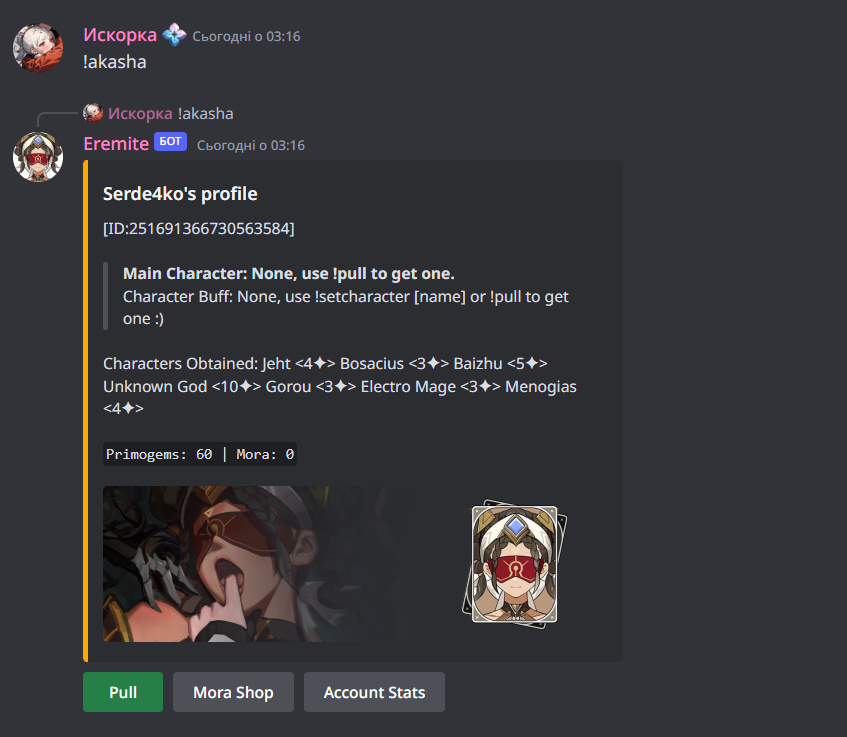 Искорка Сьогодні о 03:16
!akasha
Искорка !akasha
Eremite БОТ Сьогодні о 03:16
Serde4ko's profile
[ID:251691366730563584]
Main Character: None, use !pull to get one.
Character Buff: None, use !setcharacter [name] or !pull to get
one :)
Characters Obtained: Jeht <4✦> Bosacius <3✦> Baizhu <5✦>
Unknown God <10✦> Gorou <3✦> Electro Mage <3✦> Menogias
<4✦>
Primogems: 60 | Mora: 0
Pull Mora Shop Account Stats